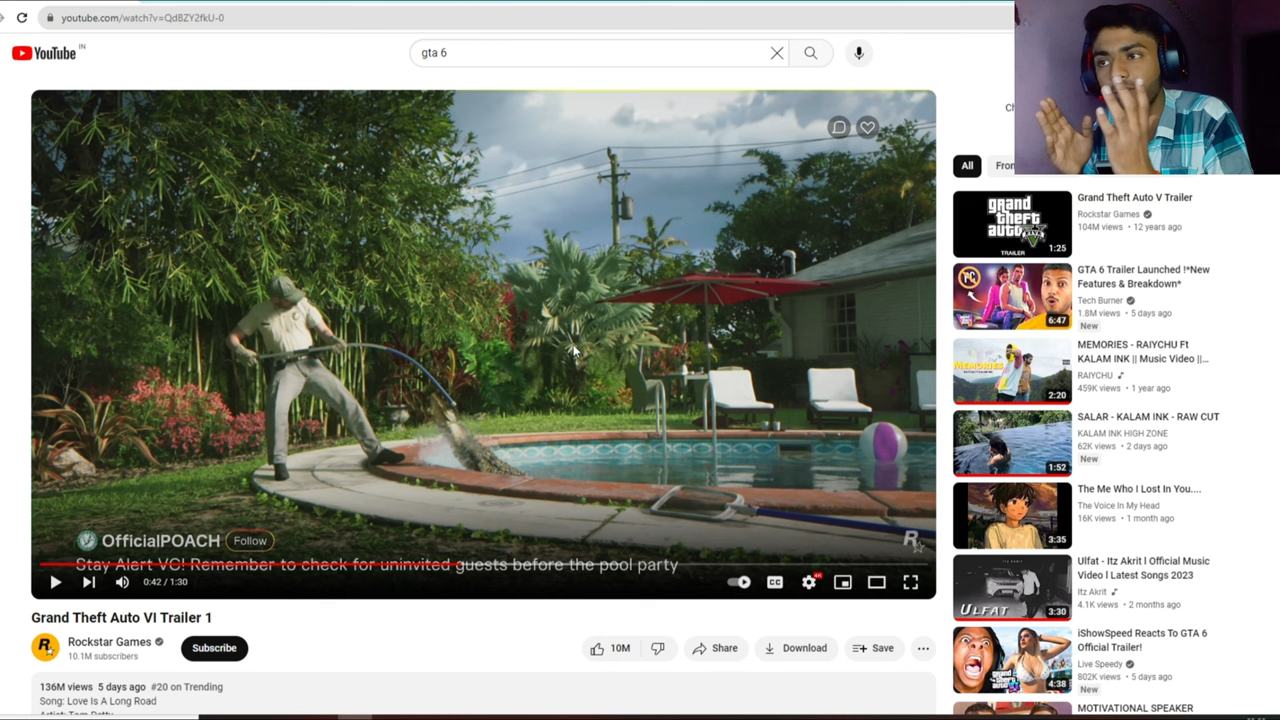 youtube.com/watch?v=QdBZY2fkU-0
YouTube IN
gta 6
All
OfficialPOACH Follow
Stay Alert VC! Remember to check for uninvited guests before the pool party
0:42 / 1:30
CC
4K
Grand Theft Auto VI Trailer 1
Rockstar Games
10.1M subscribers
Subscribe
10M
Share
Download
Save
136M views 5 days ago #20 on Trending
Song: Love Is A Long Road
grand theft auto V
TRAILER
1:25
Grand Theft Auto V Trailer
Rockstar Games
104M views • 12 years ago
PC
6:47
GTA 6 Trailer Launched !*New
Features & Breakdown*
Tech Burner
1.8M views • 5 days ago
New
MEMORIES
2:20
MEMORIES - RAIYCHU Ft
KALAM INK || Music Video ||...
RAIYCHU
459K views • 1 year ago
1:52
SALAR - KALAM INK - RAW CUT
KALAM INK HIGH ZONE
62K views • 2 days ago
New
3:35
The Me Who I Lost In You....
The Voice In My Head
16K views • 1 month ago
ULFAT
3:30
Ulfat - Itz Akrit l Official Music
Video l Latest Songs 2023
Itz Akrit
4.1K views • 2 months ago
4:38
iShowSpeed Reacts To GTA 6
Official Trailer!
Live Speedy
802K views • 5 days ago
New
MOTIVATIONAL SPEAKER